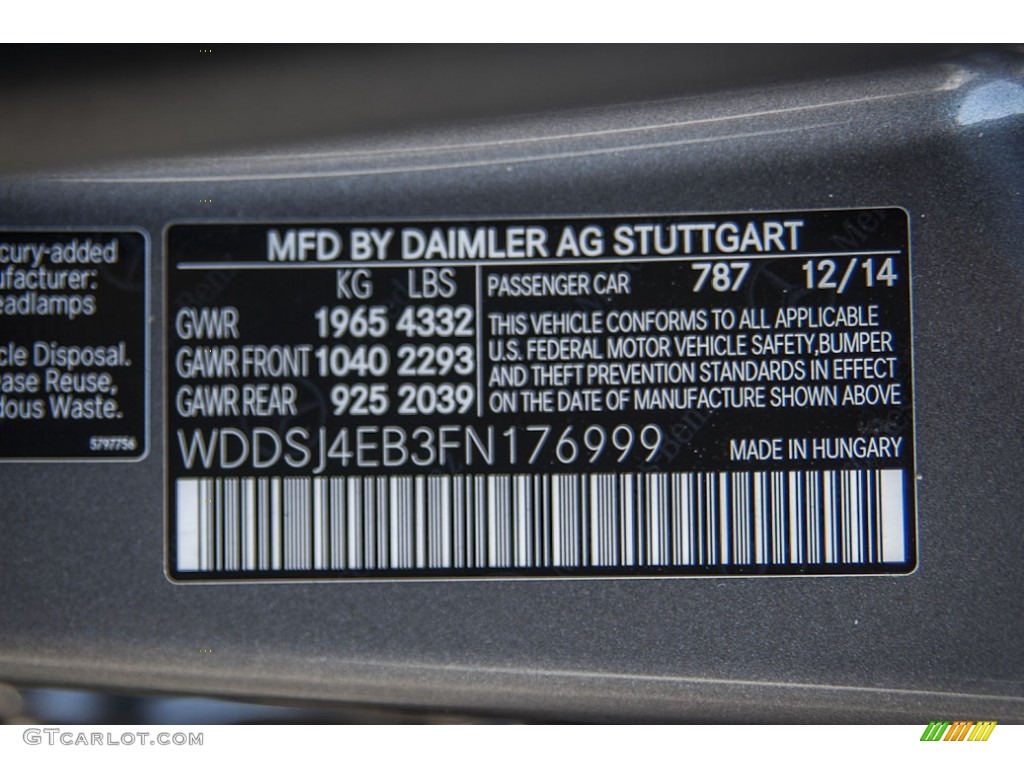 cury-added
ufacturer:
eadlamps
cle Disposal.
ease Reuse,
dous Waste.
5797756
MFD BY DAIMLER AG STUTTGART
KG LBS
GVWR 1965 4332
GAWR FRONT 1040 2293
GAWR REAR 925 2039
PASSENGER CAR 787 12/14
THIS VEHICLE CONFORMS TO ALL APPLICABLE
U.S. FEDERAL MOTOR VEHICLE SAFETY,BUMPER
AND THEFT PREVENTION STANDARDS IN EFFECT
ON THE DATE OF MANUFACTURE SHOWN ABOVE
WDDSJ4EB3FN176999 MADE IN HUNGARY
GTCARLOT.COM